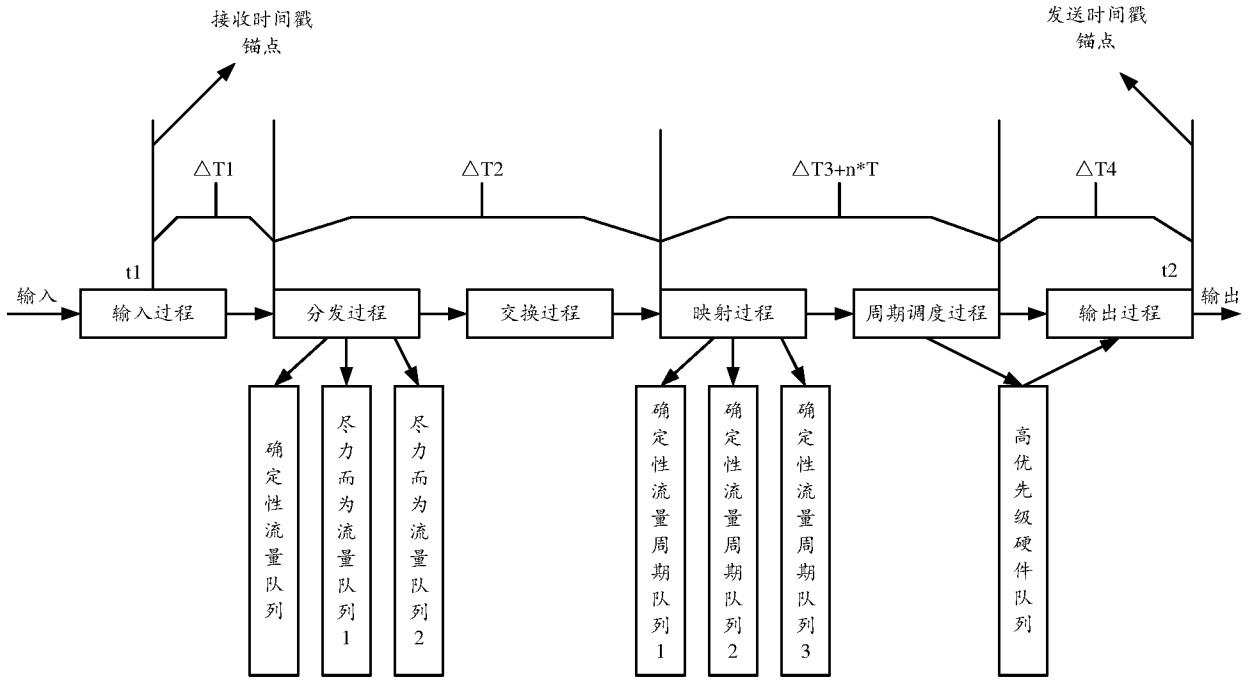 接收时间戳
锚点
发送时间戳
锚点
△T1
△T2
△T3+n*T
△T4
t1
t2
输入
输入过程
分发过程
交换过程
映射过程
周期调度过程
输出过程
输出
确定性流量队列
尽力而为流量队列1
尽力而为流量队列2
确定性流量周期队列1
确定性流量周期队列2
确定性流量周期队列3
高优先级硬件队列